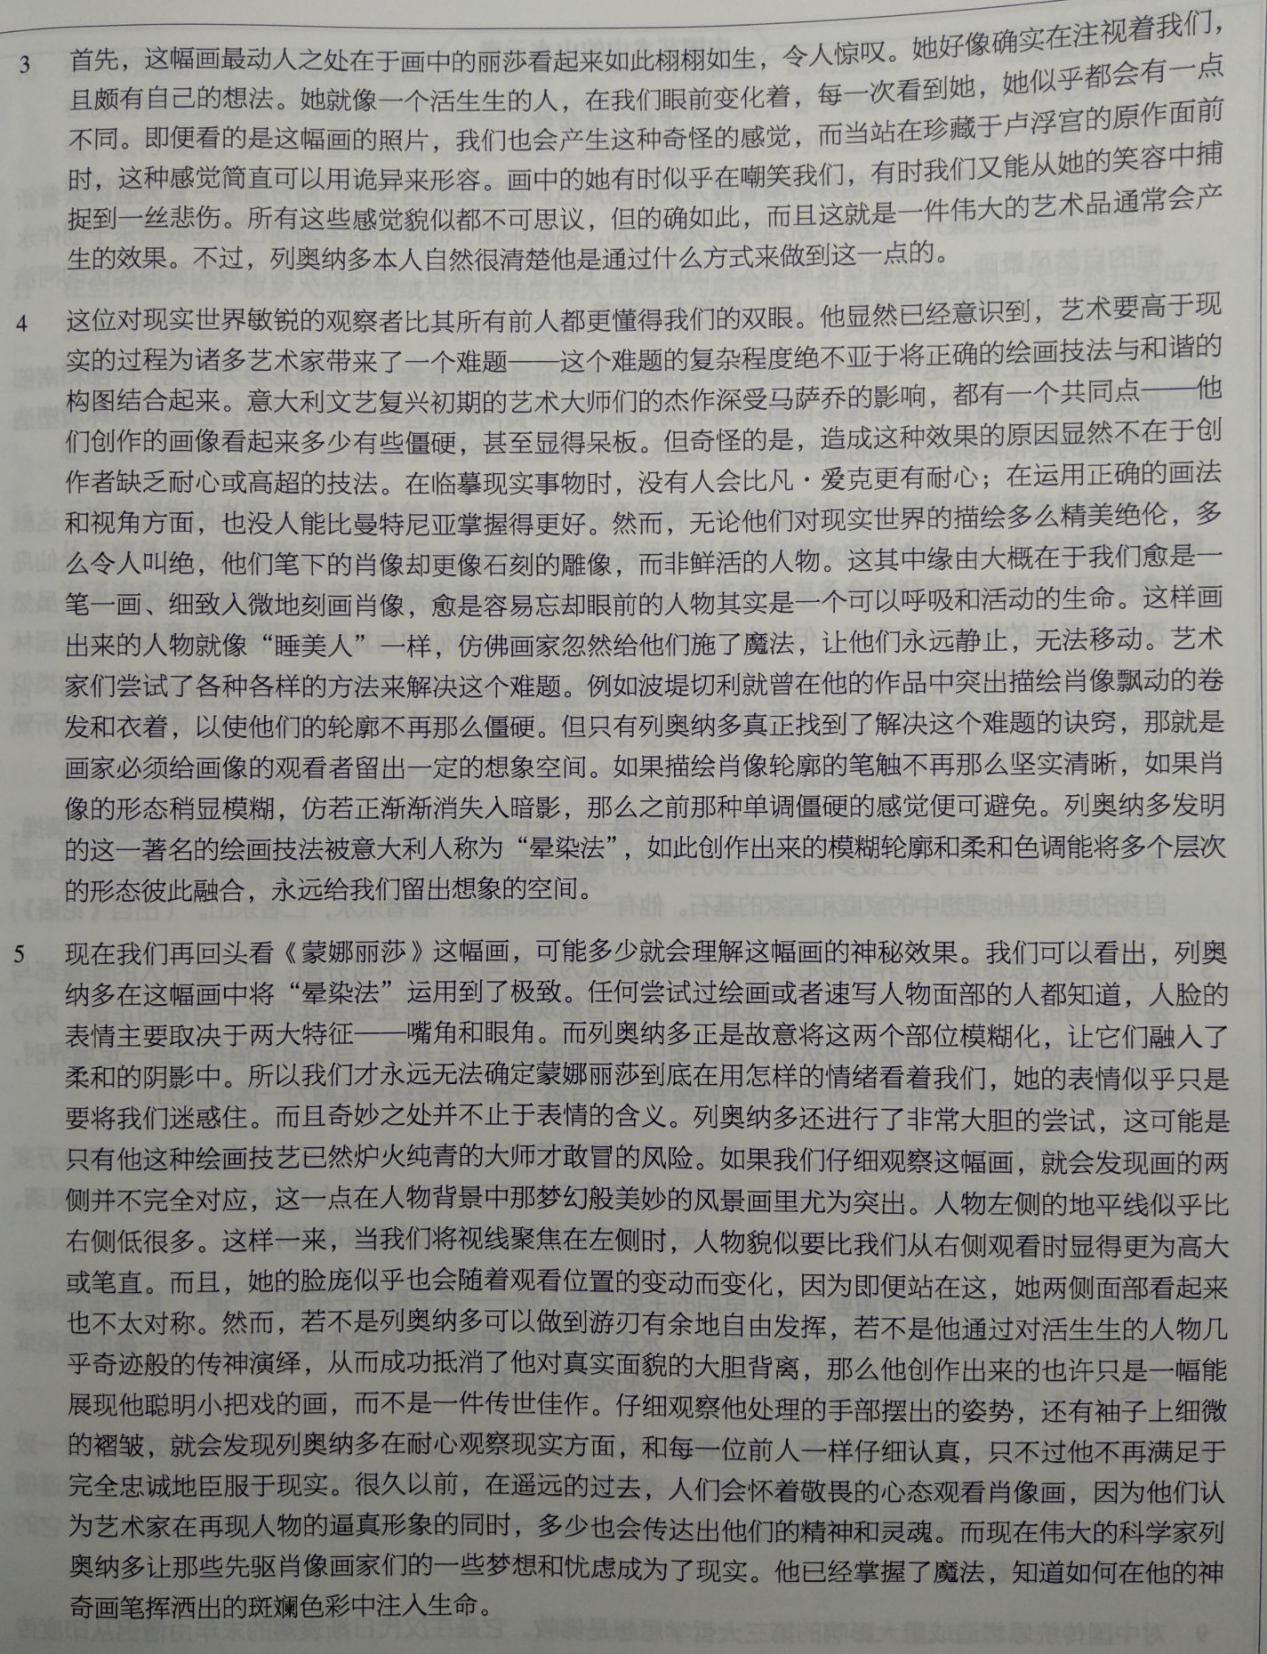 3 首先，这幅画最动人之处在于画中的丽莎看起来如此栩栩如生，令人惊叹。她好像确实在注视着我们，
且颇有自己的想法。她就像一个活生生的人，在我们眼前变化着，每一次看到她，她似乎都会有一点
不同。即便看的是这幅画的照片，我们也会产生这种奇怪的感觉，而当站在珍藏于卢浮宫的原作面前
时，这种感觉简直可以用诡异来形容。画中的她有时似乎在嘲笑我们，有时我们又能从她的笑容中捕
捉到一丝悲伤。所有这些感觉貌似都不可思议，但的确如此，而且这就是一件伟大的艺术品通常会产
生的效果。不过，列奥纳多本人自然很清楚他是通过什么方式来做到这一点的。
4 这位对现实世界敏锐的观察者比其所有前人都更懂得我们的双眼。他显然已经意识到，艺术要高于现
实的过程为诸多艺术家带来了一个难题——这个难题的复杂程度绝不亚于将正确的绘画技法与和谐的
构图结合起来。意大利文艺复兴初期的艺术大师们的杰作深受马萨乔的影响，都有一个共同点——他
们创作的画像看起来多少有些僵硬，甚至显得呆板。但奇怪的是，造成这种效果的原因显然不在于创
作者缺乏耐心或高超的技法。在临摹现实事物时，没有人会比凡·爱克更有耐心；在运用正确的画法
和视角方面，也没人能比曼特尼亚掌握得更好。然而，无论他们对现实世界的描绘多么精美绝伦，多
么令人叫绝，他们笔下的肖像却更像石刻的雕像，而非鲜活的人物。这其中缘由大概在于我们愈是一
笔一画、细致入微地刻画肖像，愈是容易忘却眼前的人物其实是一个可以呼吸和活动的生命。这样画
出来的人物就像“睡美人”一样，仿佛画家忽然给他们施了魔法，让他们永远静止，无法移动。艺术
家们尝试了各种各样的方法来解决这个难题。例如波堤切利就曾在他的作品中突出描绘肖像飘动的卷
发和衣着，以使他们的轮廓不再那么僵硬。但只有列奥纳多真正找到了解决这个难题的诀窍，那就是
画家必须给画像的观看者留出一定的想象空间。如果描绘肖像轮廓的笔触不再那么坚实清晰，如果肖
像的形态稍显模糊，仿若正渐渐消失入暗影，那么之前那种单调僵硬的感觉便可避免。列奥纳多发明
的这一著名的绘画技法被意大利人称为“晕染法”，如此创作出来的模糊轮廓和柔和色调能将多个层次
的形态彼此融合，永远给我们留出想象的空间。
5 现在我们再回头看《蒙娜丽莎》这幅画，可能多少就会理解这幅画的神秘效果。我们可以看出，列奥
纳多在这幅画中将“晕染法”运用到了极致。任何尝试过绘画或者速写人物面部的人都知道，人脸的
表情主要取决于两大特征——嘴角和眼角。而列奥纳多正是故意将这两个部位模糊化，让它们融入了
柔和的阴影中。所以我们才永远无法确定蒙娜丽莎到底在用怎样的情绪看着我们，她的表情似乎只是
要将我们迷惑住。而且奇妙之处并不止于表情的含义。列奥纳多还进行了非常大胆的尝试，这可能是
只有他这种绘画技艺已然炉火纯青的大师才敢冒的风险。如果我们仔细观察这幅画，就会发现画的两
侧并不完全对应，这一点在人物背景中那梦幻般美妙的风景画里尤为突出。人物左侧的地平线似乎比
右侧低很多。这样一来，当我们将视线聚焦在左侧时，人物貌似要比我们从右侧观看时显得更为高大
或笔直。而且，她的脸庞似乎也会随着观看位置的变动而变化，因为即便站在这，她两侧面部看起来
也不太对称。然而，若不是列奥纳多可以做到游刃有余地自由发挥，若不是他通过对活生生的人物几
乎奇迹般的传神演绎，从而成功抵消了他对真实面貌的大胆背离，那么他创作出来的也许只是一幅能
展现他聪明小把戏的画，而不是一件传世佳作。仔细观察他处理的手部摆出的姿势，还有袖子上细微
的褶皱，就会发现列奥纳多在耐心观察现实方面，和每一位前人一样仔细认真，只不过他不再满足于
完全忠诚地臣服于现实。很久以前，在遥远的过去，人们会怀着敬畏的心态观看肖像画，因为他们认
为艺术家在再现人物的逼真形象的同时，多少也会传达出他们的精神和灵魂。而现在伟大的科学家列
奥纳多让那些先驱肖像画家们的一些梦想和忧虑成为了现实。他已经掌握了魔法，知道如何在他的神
奇画笔挥洒出的斑斓色彩中注入生命。